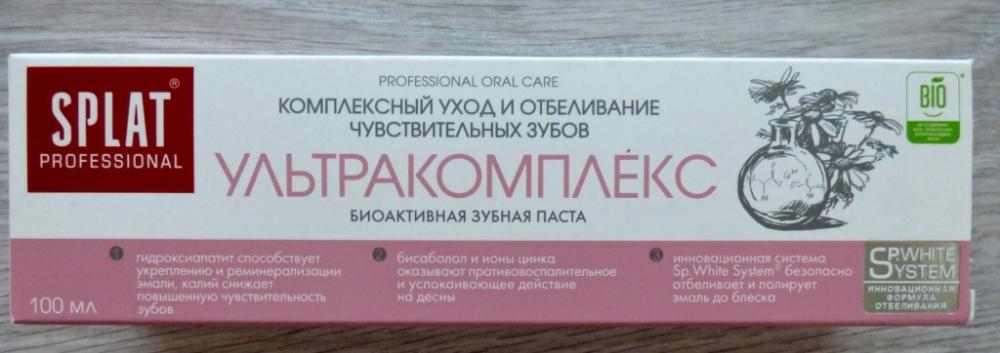 SPLAT®
PROFESSIONAL
PROFESSIONAL ORAL CARE
КОМПЛЕКСНЫЙ УХОД И ОТБЕЛИВАНИЕ
ЧУВСТВИТЕЛЬНЫХ ЗУБОВ
УЛЬТРАКОМПЛЕКС
БИОАКТИВНАЯ ЗУБНАЯ ПАСТА
BIO
НЕ СОДЕРЖИТ
100 МЛ
1 гидроксиапатит способствует
укреплению и реминерализации
эмали, калий снижает
повышенную чувствительность
зубов
2 бисаболол и ионы цинка
оказывают противовоспалительное
и успокаивающее действие
на десны
3 инновационная система
Sp.White System® безопасно
отбеливает и полирует
эмаль до блеска
SP.WHITE
SYSTEM
ИННОВАЦИОННАЯ
ФОРМУЛА
ОТБЕЛИВАНИЯ